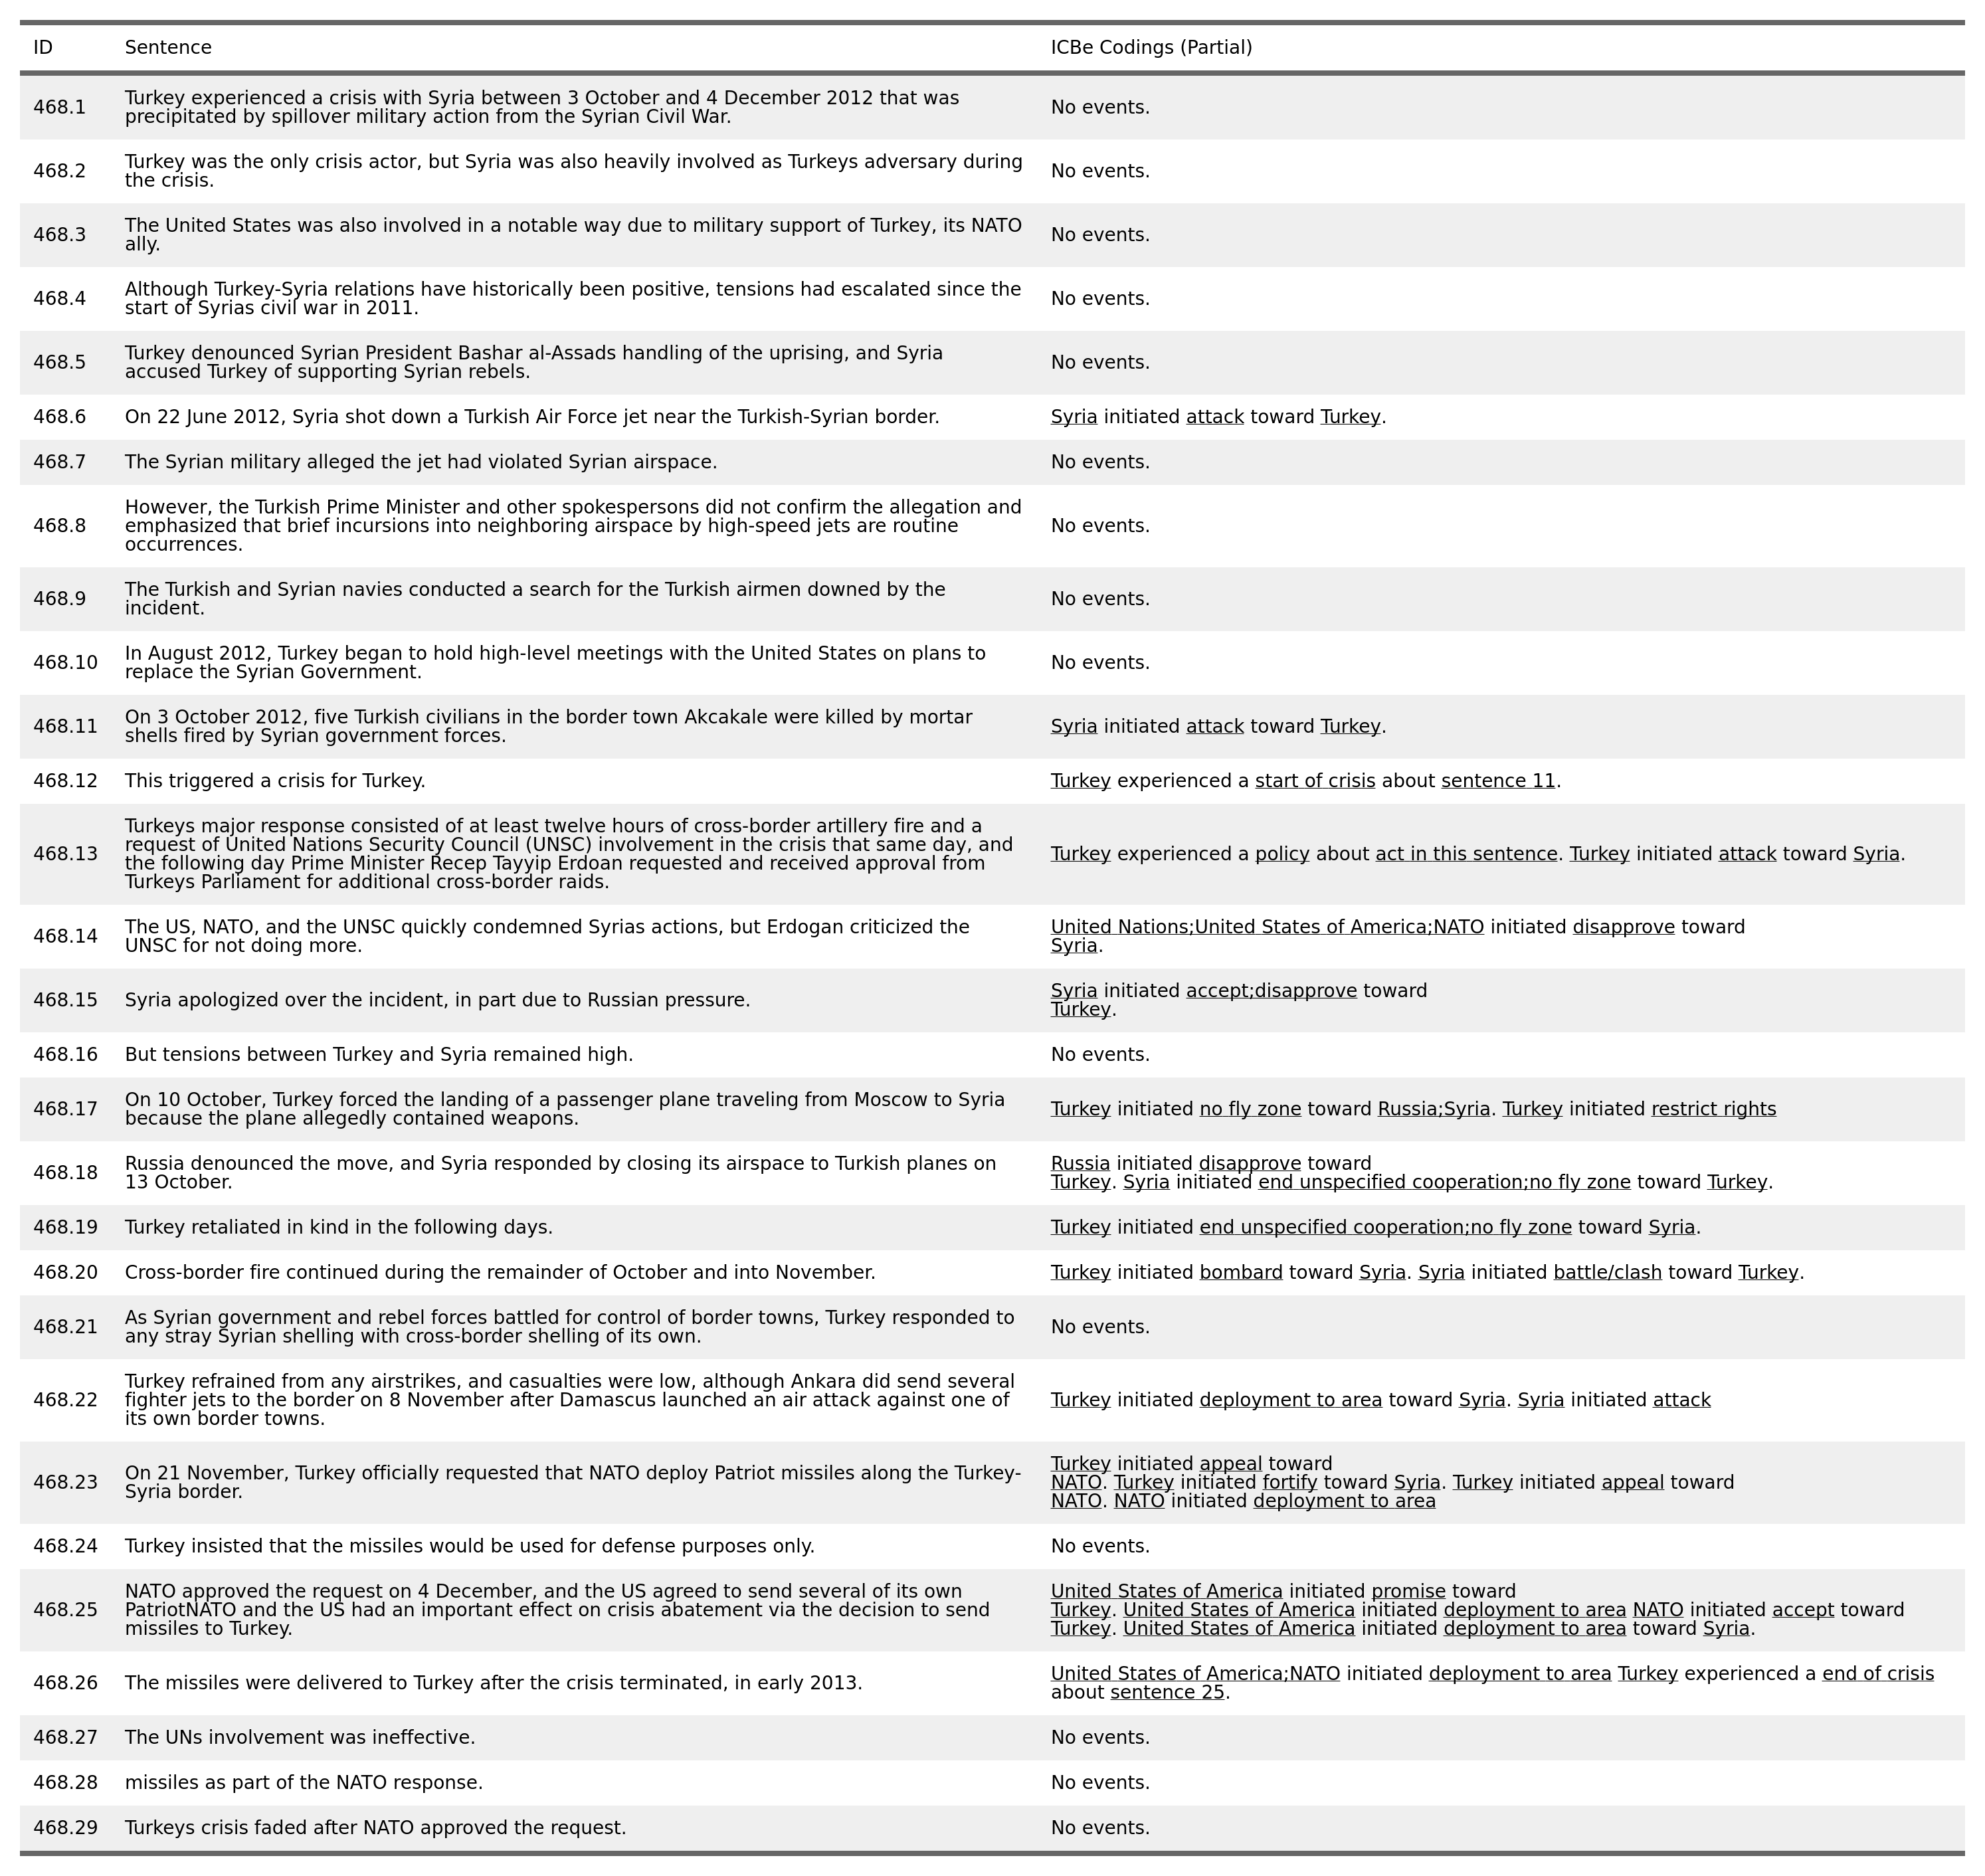 ID Sentence ICBe Codings (Partial)
468.1 Turkey experienced a crisis with Syria between 3 October and 4 December 2012 that was
precipitated by spillover military action from the Syrian Civil War. No events.
468.2 Turkey was the only crisis actor, but Syria was also heavily involved as Turkeys adversary during
the crisis. No events.
468.3 The United States was also involved in a notable way due to military support of Turkey, its NATO
ally. No events.
468.4 Although Turkey-Syria relations have historically been positive, tensions had escalated since the
start of Syrias civil war in 2011. No events.
468.5 Turkey denounced Syrian President Bashar al-Assads handling of the uprising, and Syria
accused Turkey of supporting Syrian rebels. No events.
468.6 On 22 June 2012, Syria shot down a Turkish Air Force jet near the Turkish-Syrian border. Syria initiated attack toward Turkey.
468.7 The Syrian military alleged the jet had violated Syrian airspace. No events.
468.8 However, the Turkish Prime Minister and other spokespersons did not confirm the allegation and
emphasized that brief incursions into neighboring airspace by high-speed jets are routine
occurrences. No events.
468.9 The Turkish and Syrian navies conducted a search for the Turkish airmen downed by the
incident. No events.
468.10 In August 2012, Turkey began to hold high-level meetings with the United States on plans to
replace the Syrian Government. No events.
468.11 On 3 October 2012, five Turkish civilians in the border town Akcakale were killed by mortar
shells fired by Syrian government forces. Syria initiated attack toward Turkey.
468.12 This triggered a crisis for Turkey. Turkey experienced a start of crisis about sentence 11.
468.13 Turkeys major response consisted of at least twelve hours of cross-border artillery fire and a
request of United Nations Security Council (UNSC) involvement in the crisis that same day, and
the following day Prime Minister Recep Tayyip Erdoan requested and received approval from
Turkeys Parliament for additional cross-border raids. Turkey experienced a policy about act in this sentence. Turkey initiated attack toward Syria.
468.14 The US, NATO, and the UNSC quickly condemned Syrias actions, but Erdogan criticized the
UNSC for not doing more. United Nations;United States of America;NATO initiated disapprove toward
Syria.
468.15 Syria apologized over the incident, in part due to Russian pressure. Syria initiated accept;disapprove toward
Turkey.
468.16 But tensions between Turkey and Syria remained high. No events.
468.17 On 10 October, Turkey forced the landing of a passenger plane traveling from Moscow to Syria
because the plane allegedly contained weapons. Turkey initiated no fly zone toward Russia;Syria. Turkey initiated restrict rights
468.18 Russia denounced the move, and Syria responded by closing its airspace to Turkish planes on
13 October. Russia initiated disapprove toward
Turkey. Syria initiated end unspecified cooperation;no fly zone toward Turkey.
468.19 Turkey retaliated in kind in the following days. Turkey initiated end unspecified cooperation;no fly zone toward Syria.
468.20 Cross-border fire continued during the remainder of October and into November. Turkey initiated bombard toward Syria. Syria initiated battle/clash toward Turkey.
468.21 As Syrian government and rebel forces battled for control of border towns, Turkey responded to
any stray Syrian shelling with cross-border shelling of its own. No events.
468.22 Turkey refrained from any airstrikes, and casualties were low, although Ankara did send several
fighter jets to the border on 8 November after Damascus launched an air attack against one of
its own border towns. Turkey initiated deployment to area toward Syria. Syria initiated attack
468.23 On 21 November, Turkey officially requested that NATO deploy Patriot missiles along the Turkey-
Syria border. Turkey initiated appeal toward
NATO. Turkey initiated fortify toward Syria. Turkey initiated appeal toward
NATO. NATO initiated deployment to area
468.24 Turkey insisted that the missiles would be used for defense purposes only. No events.
468.25 NATO approved the request on 4 December, and the US agreed to send several of its own
PatriotNATO and the US had an important effect on crisis abatement via the decision to send
missiles to Turkey. United States of America initiated promise toward
Turkey. United States of America initiated deployment to area NATO initiated accept toward
Turkey. United States of America initiated deployment to area toward Syria.
468.26 The missiles were delivered to Turkey after the crisis terminated, in early 2013. United States of America;NATO initiated deployment to area Turkey experienced a end of crisis
about sentence 25.
468.27 The UNs involvement was ineffective. No events.
468.28 missiles as part of the NATO response. No events.
468.29 Turkeys crisis faded after NATO approved the request. No events.